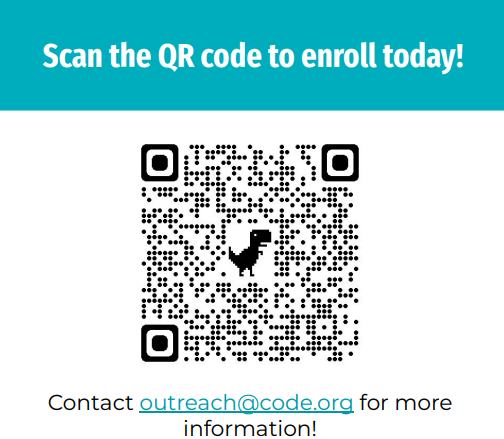 Scan the QR code to enroll today!
Contact outreach@code.org for more
information!